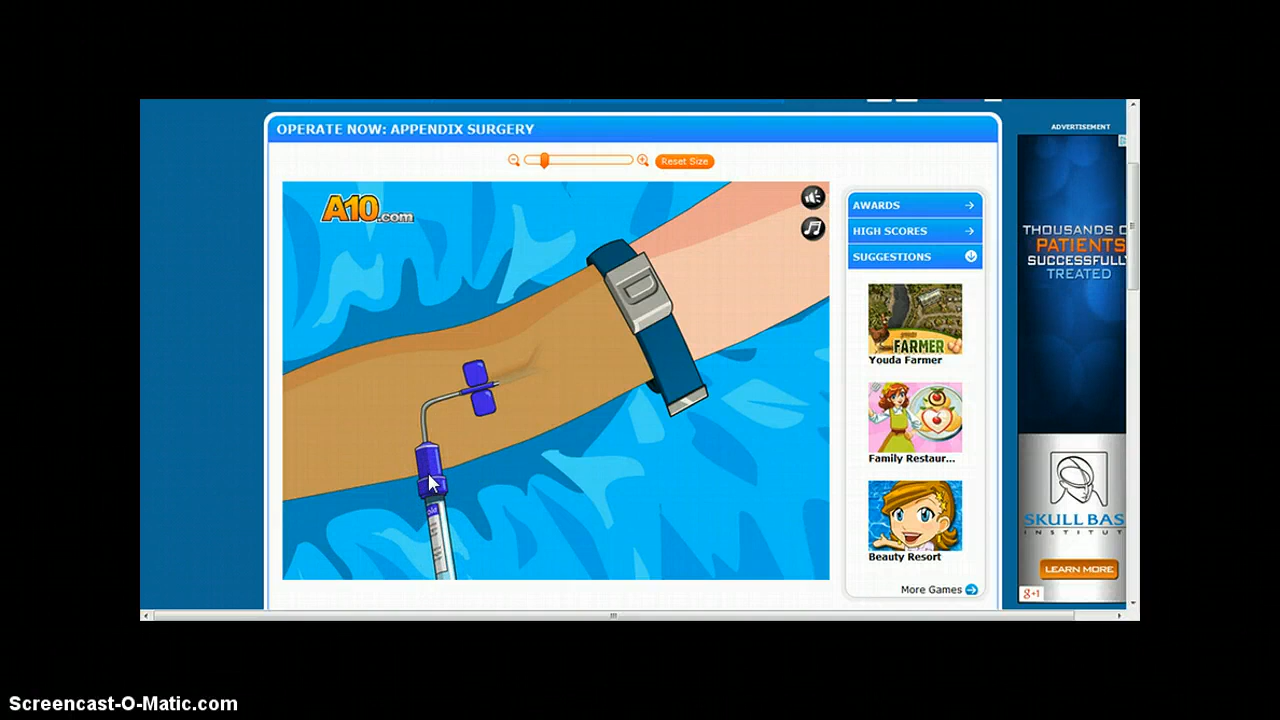 OPERATE NOW: APPENDIX SURGERY
Reset Size
A10.com
AWARDS
HIGH SCORES
SUGGESTIONS
FARMER
Youda Farmer
Family Restaur...
Beauty Resort
More Games
ADVERTISEMENT
THOUSANDS O
PATIENTS
SUCCESSFULLY
TREATED
SKULL BAS
INSTITUT
LEARN MORE
g+1
Screencast-O-Matic.com